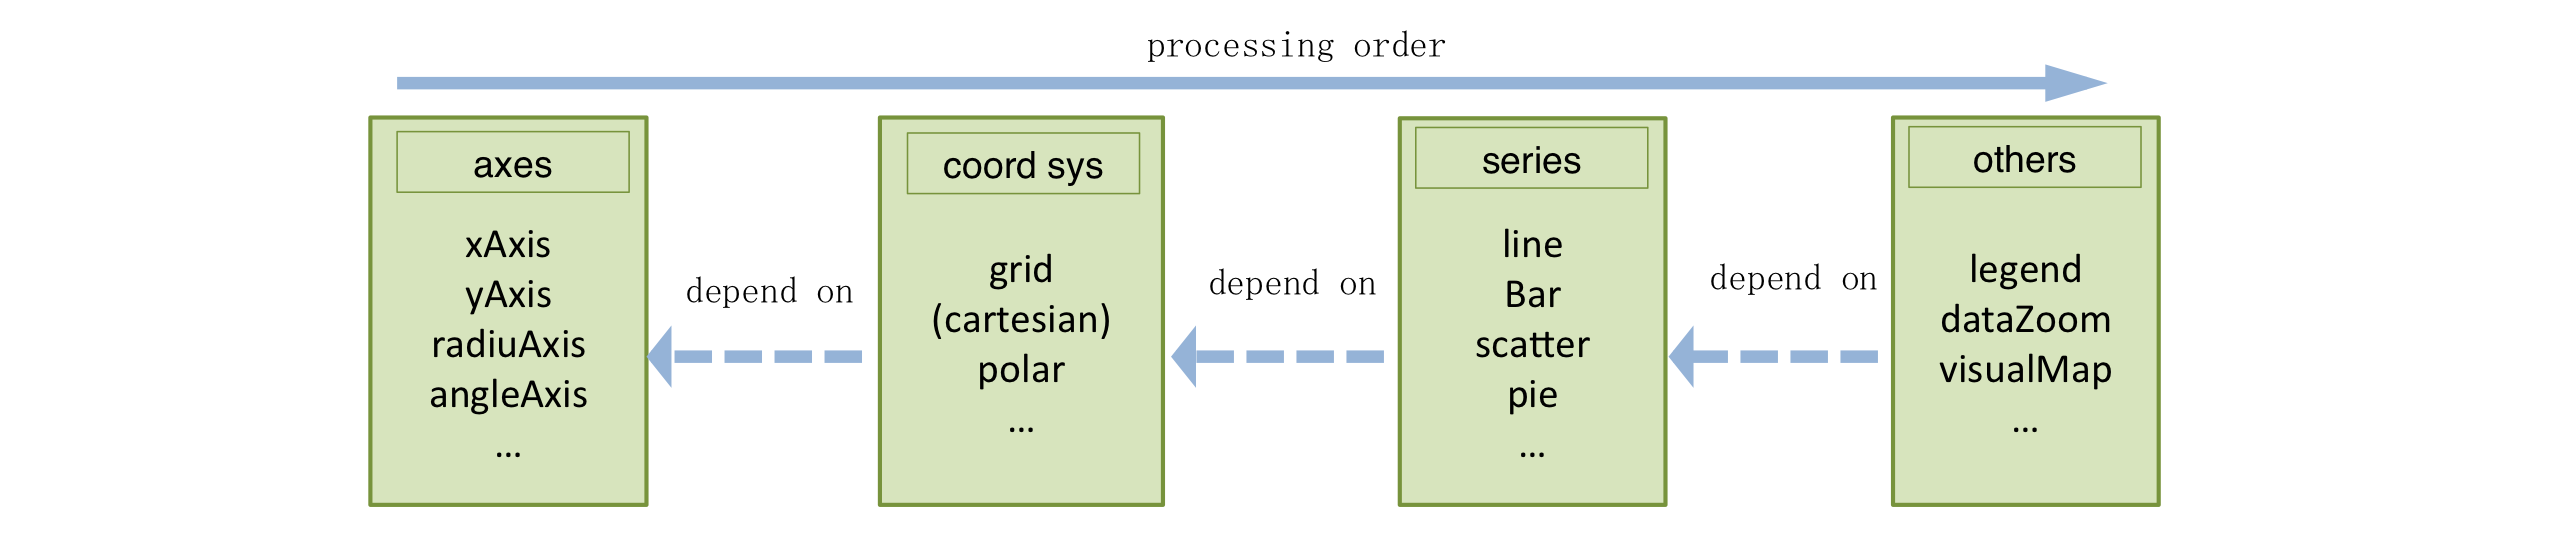 processing order
axes
xAxis
yAxis
radiuAxis
angleAxis
...
depend on
coord sys
grid
(cartesian)
polar
...
depend on
series
line
Bar
scatter
pie
...
depend on
others
legend
dataZoom
visualMap
...